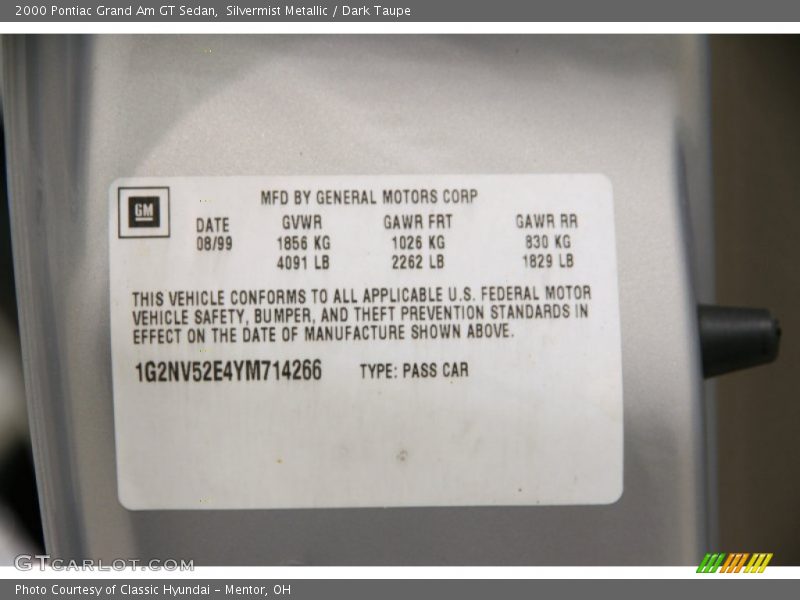 2000 Pontiac Grand Am GT Sedan,  Silvermist Metallic / Dark Taupe
MFD BY GENERAL MOTORS CORP
GM
DATE GVWR GAWR FRT GAWR RR
08/99 1856 KG 1026 KG 830 KG
4091 LB 2262 LB 1829 LB
THIS VEHICLE CONFORMS TO ALL APPLICABLE U.S. FEDERAL MOTOR
VEHICLE SAFETY, BUMPER, AND THEFT PREVENTION STANDARDS IN
EFFECT ON THE DATE OF MANUFACTURE SHOWN ABOVE.
1G2NV52E4YM714266 TYPE: PASS CAR
GTCARLOT.COM
Photo Courtesy of Classic Hyundai - Mentor, OH